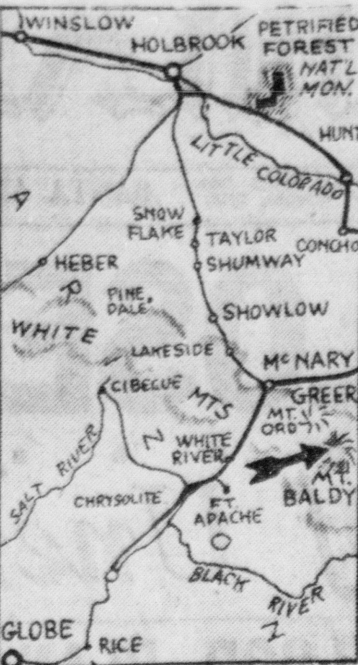 WINSLOW
HOLBROOK
PETRIFIED
FOREST
NAT'L
MON.
HUNT
LITTLE COLORADO
A
SNOW
FLAKE
TAYLOR
CONCHO
SHUMWAY
HEBER
R
PINE
DALE
SHOWLOW
WHITE
LAKESIDE
MCNARY
CIBECUE
GREER
MTS
MT.
ORD
Z
WHITE
RIVER
SALT RIVER
MT.
BALDY
CHRYSOLITE
FT.
APACHE
BLACK
RIVER
Z
GLOBE
RICE